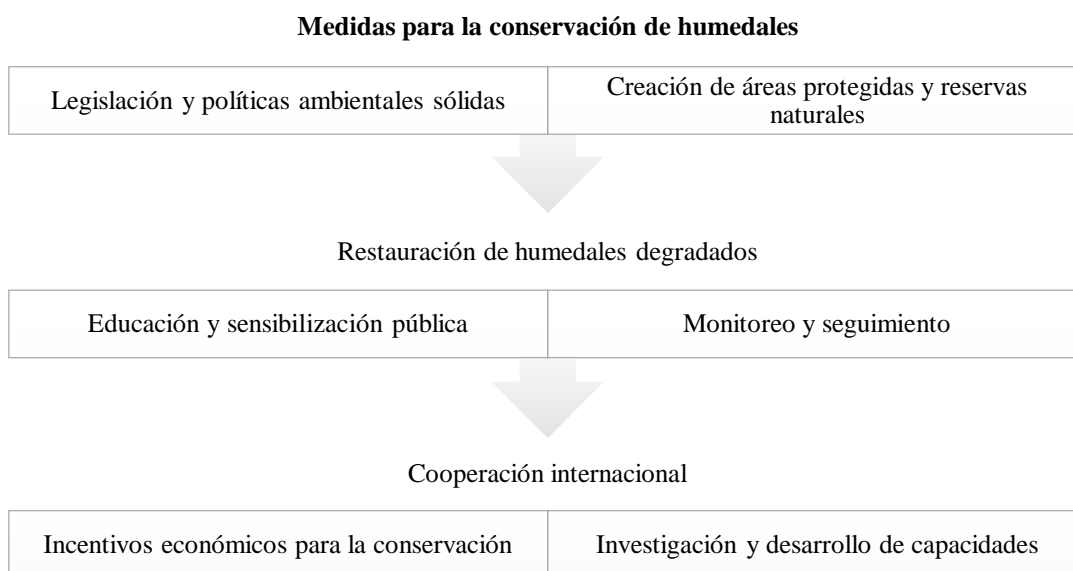 Medidas para la conservación de humedales
Legislación y políticas ambientales sólidas
Creación de áreas protegidas y reservas
naturales
Restauración de humedales degradados
Educación y sensibilización pública
Monitoreo y seguimiento
Cooperación internacional
Incentivos económicos para la conservación
Investigación y desarrollo de capacidades